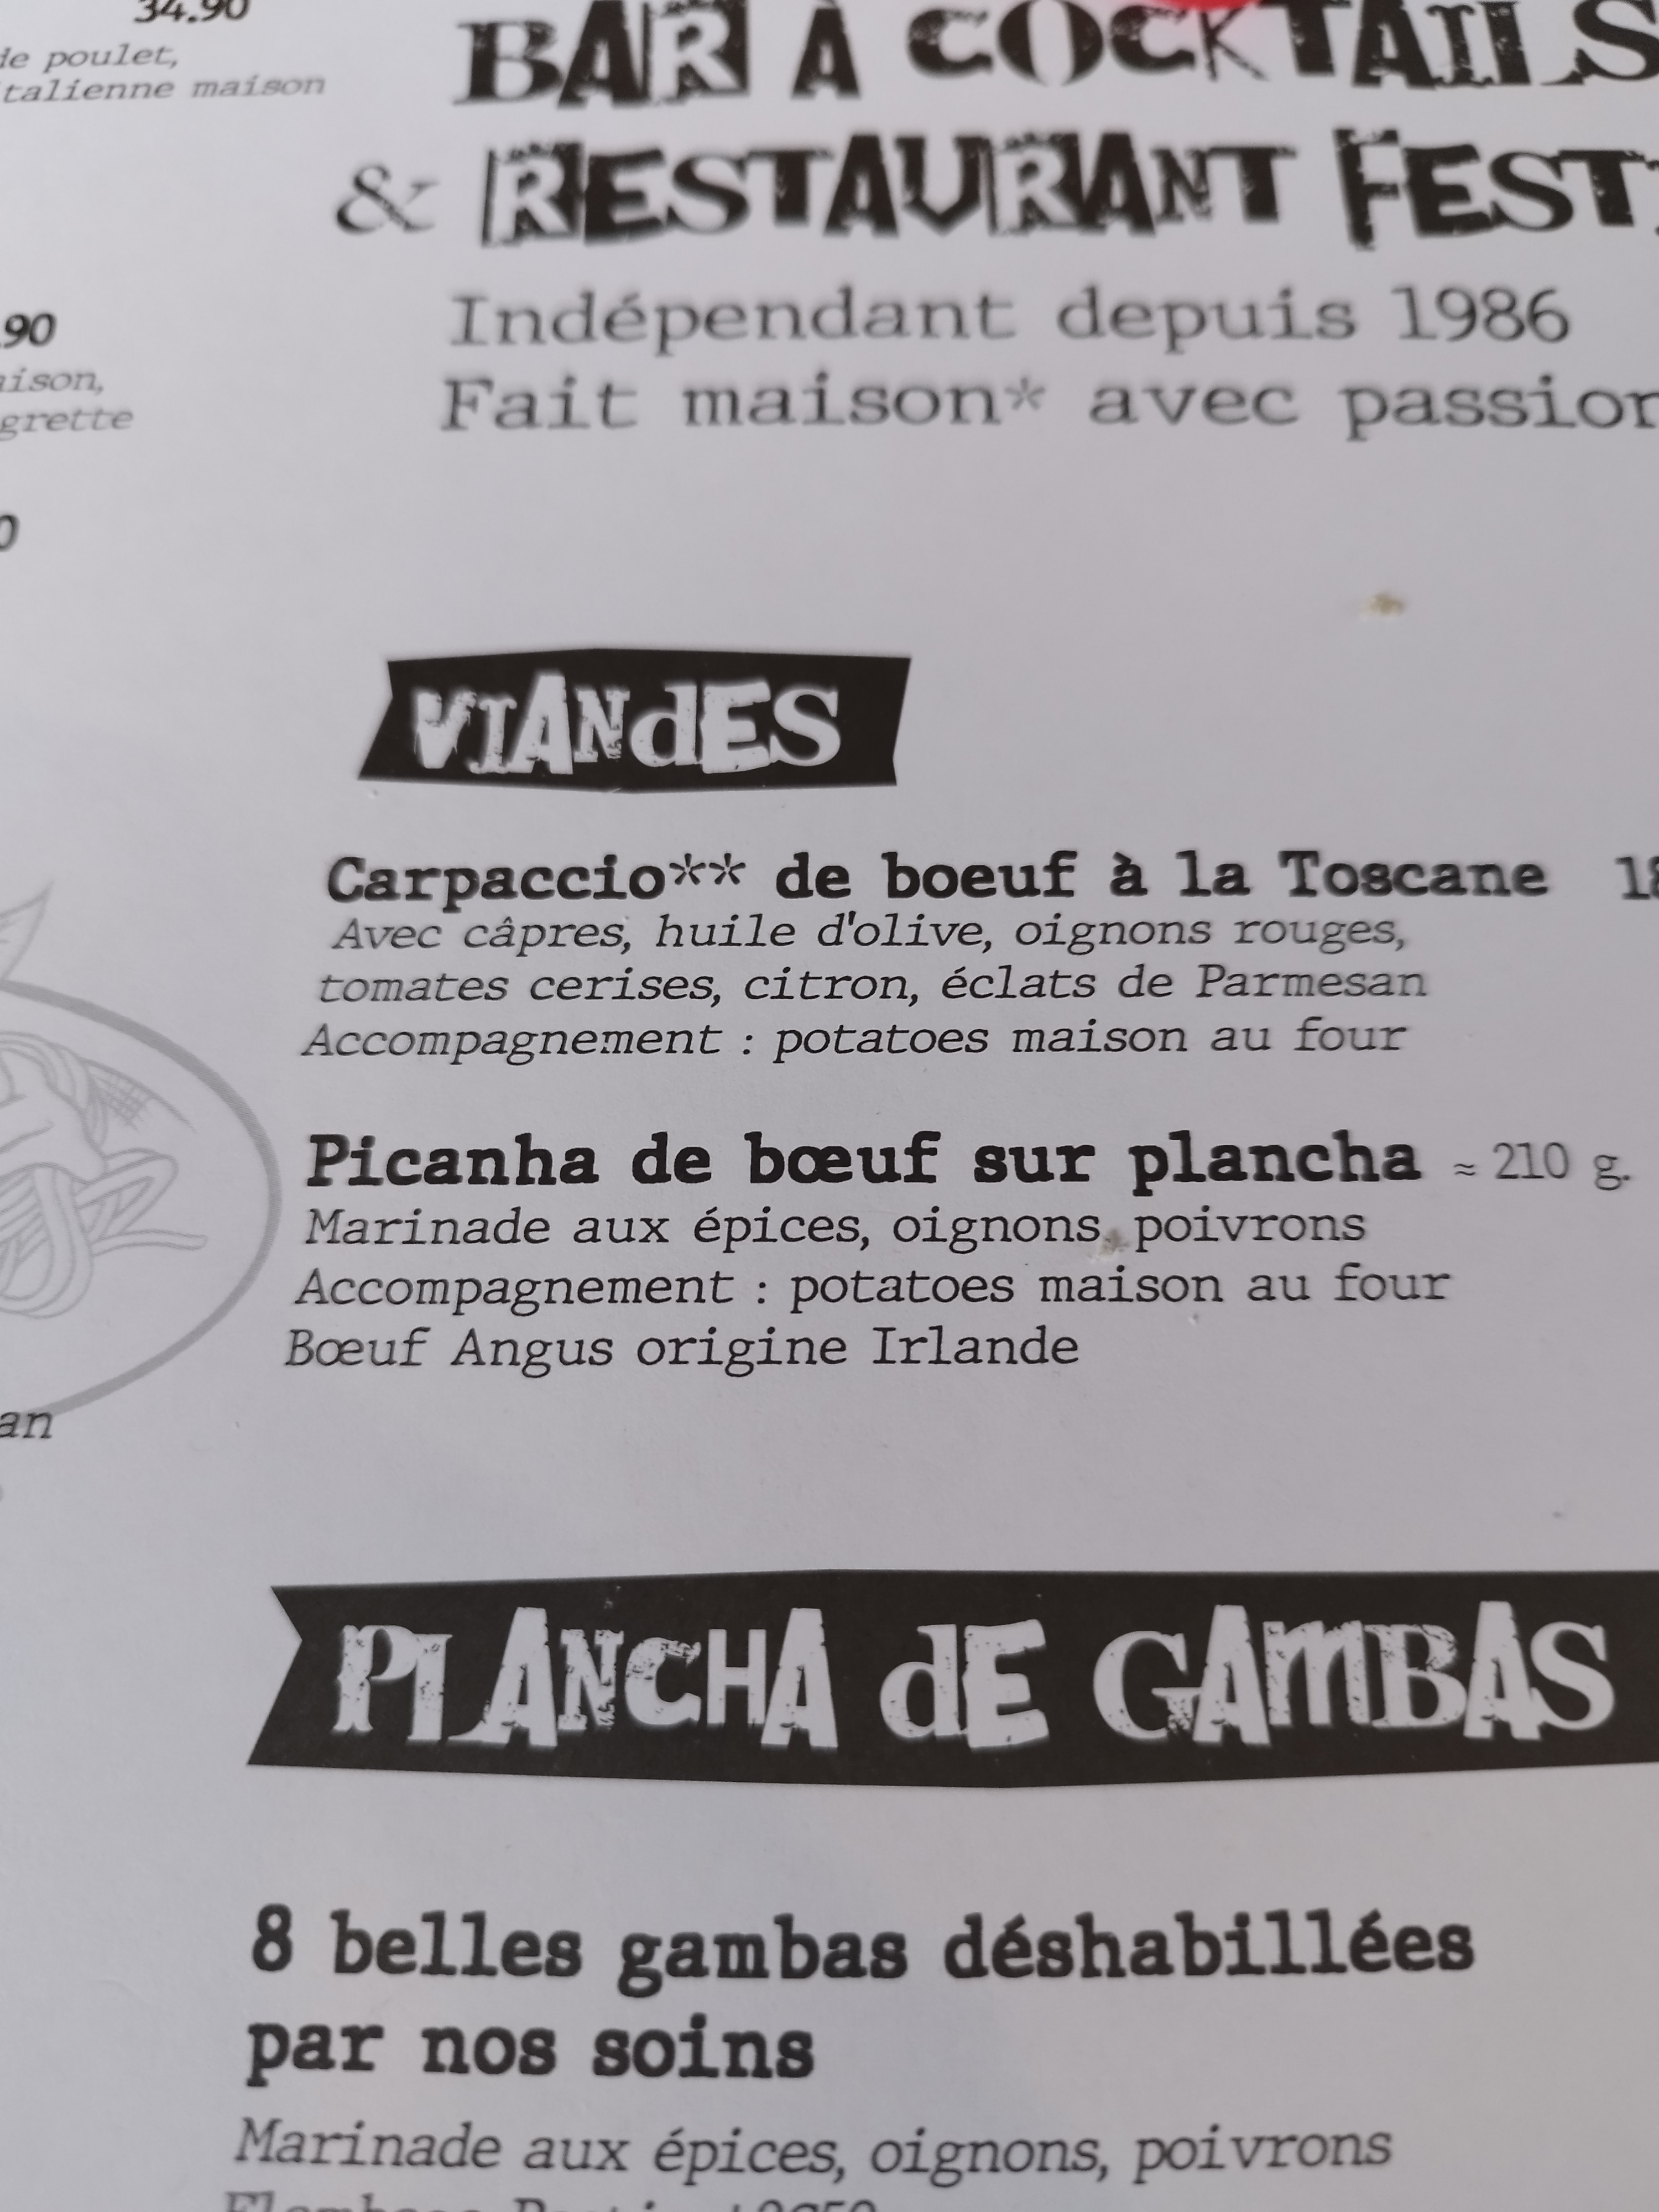 34.90
de poulet,
italienne maison
.90
grette
BAR À COCKTAILS
& RESTAURANT
Indépendant depuis 1986
Fait maison* avec passion
VIANdES
Carpaccio** de boeuf à la Toscane
Avec câpres, huile d'olive, oignons rouges,
tomates cerises, citron, éclats de Parmesan
Accompagnement : potatoes maison au four
Picanha de bœuf sur plancha ≈ 210 g.
Marinade aux épices, oignons, poivrons
Accompagnement : potatoes maison au four
Bœuf Angus origine Irlande
an
PLANCHA dE GAmBAS
8 belles gambas déshabillées
par nos soins
Marinade aux épices, oignons, poivrons